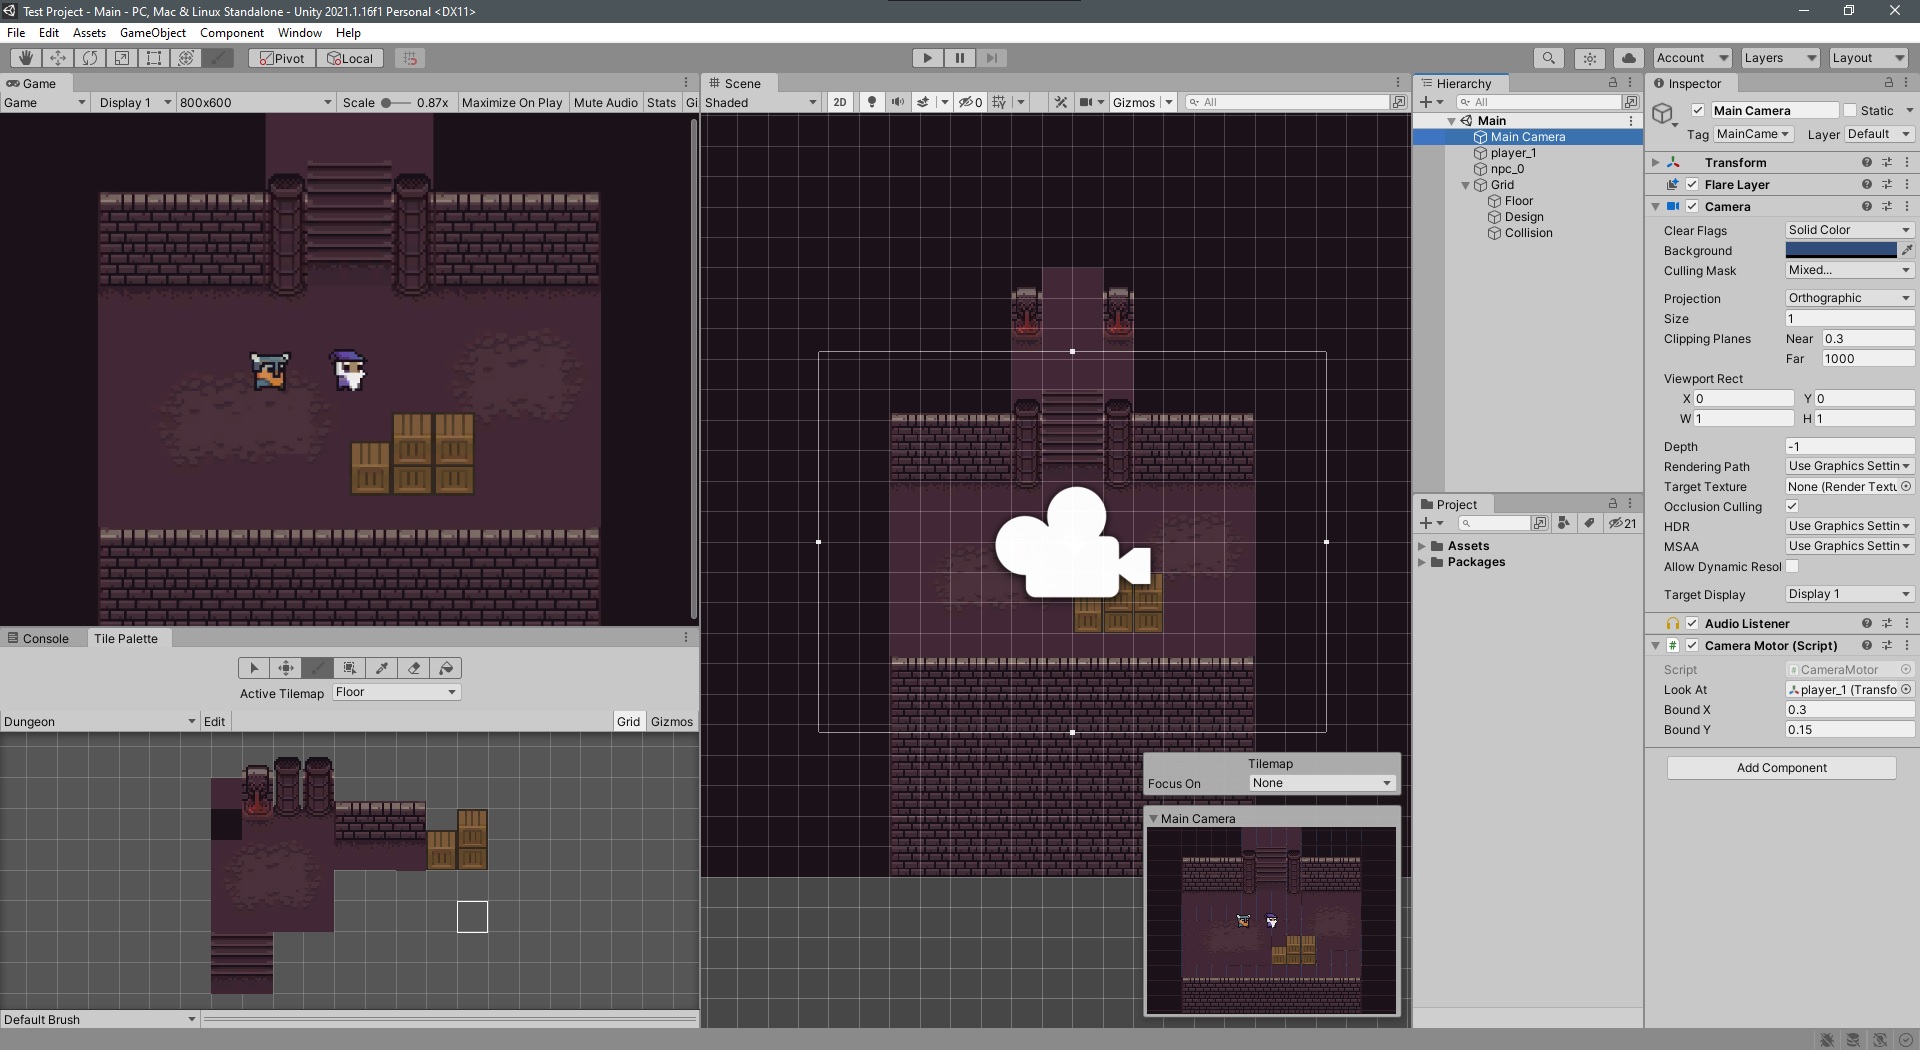 Test Project - Main - PC, Mac & Linux Standalone - Unity 2021.1.16f1 Personal <DX11>
File Edit Assets GameObject Component Window Help
Pivot Local Account Layers Layout
Game
Game Display 1 800x600 Scale 0.87x Maximize On Play Mute Audio Stats Gi
Console Tile Palette
Active Tilemap Floor
Dungeon Edit Grid Gizmos
Default Brush
Scene
Shaded 2D 0 Gizmos All
Tilemap
Focus On None
Main Camera
Hierarchy
All
Main
Main Camera
player_1
npc_0
Grid
Floor
Design
Collision
Project
21
Assets
Packages
Inspector
Main Camera Static
Tag MainCame Layer Default
Transform
Flare Layer
Camera
Clear Flags Solid Color
Background
Culling Mask Mixed...
Projection Orthographic
Size 1
Clipping Planes Near 0.3
Far 1000
Viewport Rect
X 0 Y 0
W 1 H 1
Depth -1
Rendering Path Use Graphics Settin
Target Texture None (Render Textu
Occlusion Culling
HDR Use Graphics Settin
MSAA Use Graphics Settin
Allow Dynamic Resol
Target Display Display 1
Audio Listener
# Camera Motor (Script)
Script # CameraMotor
Look At player_1 (Transfo
Bound X 0.3
Bound Y 0.15
Add Component